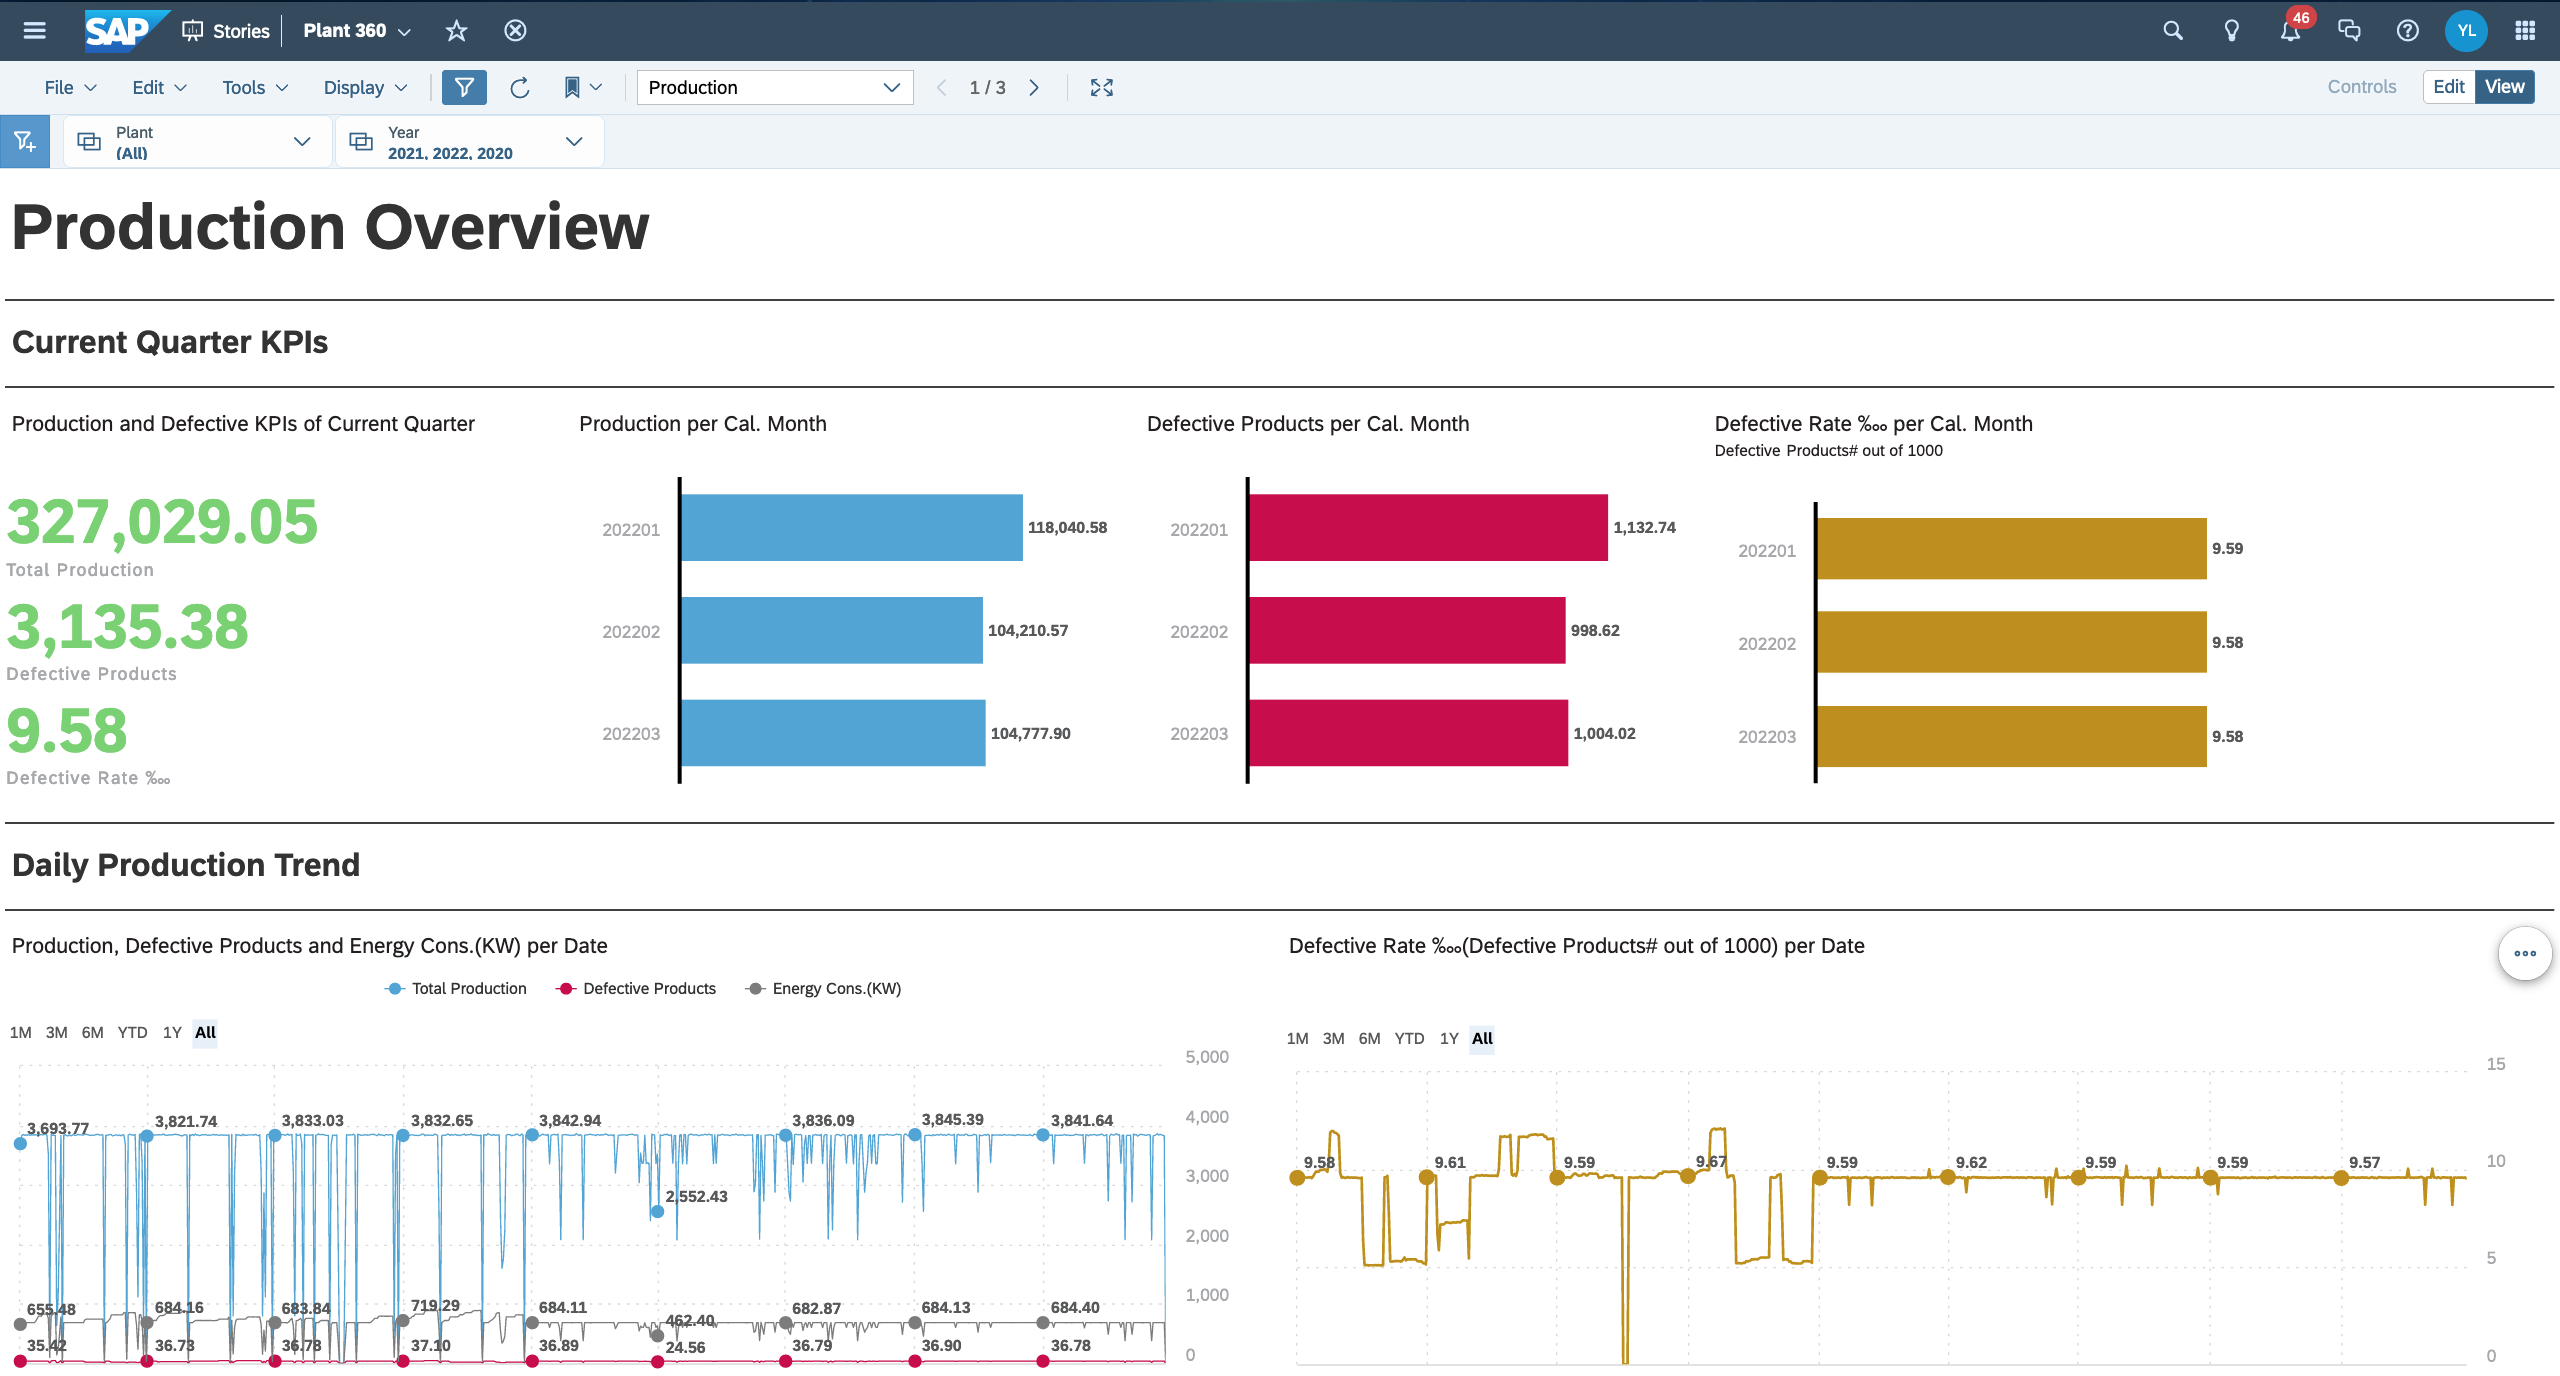 SAP Stories Plant 360 46 YL
File Edit Tools Display Production 1 / 3 Controls Edit View
Plant
(All)
Year
2021, 2022, 2020
Production Overview
Current Quarter KPIs
Production and Defective KPIs of Current Quarter
327,029.05
Total Production
3,135.38
Defective Products
9.58
Defective Rate ‱
Production per Cal. Month
202201 118,040.58
202202 104,210.57
202203 104,777.90
Defective Products per Cal. Month
202201 1,132.74
202202 998.62
202203 1,004.02
Defective Rate ‱ per Cal. Month
Defective Products# out of 1000
202201 9.59
202202 9.58
202203 9.58
Daily Production Trend
Production, Defective Products and Energy Cons.(KW) per Date
Total Production Defective Products Energy Cons.(KW)
1M 3M 6M YTD 1Y All
5,000
4,000
3,000
2,000
1,000
0
3,693.77 3,821.74 3,833.03 3,832.65 3,842.94 2,552.43 3,836.09 3,845.39 3,841.64
655.48 684.16 683.84 719.29 684.11 462.40 682.87 684.13 684.40
35.42 36.73 36.78 37.10 36.89 24.56 36.79 36.90 36.78
Defective Rate ‱(Defective Products# out of 1000) per Date
1M 3M 6M YTD 1Y All
15
10
5
0
9.58 9.61 9.59 9.67 9.59 9.62 9.59 9.59 9.57